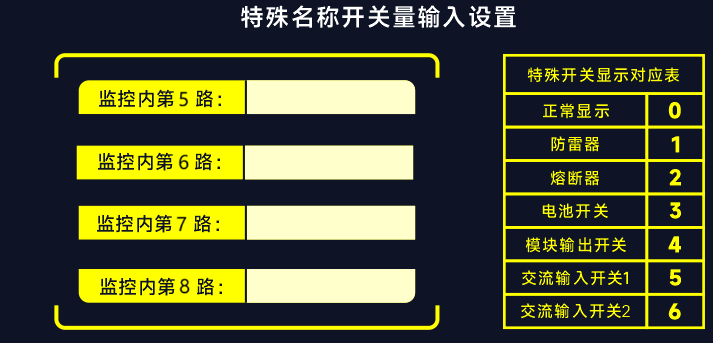 特殊名称开关量输入设置
监控内第5路：
监控内第6路：
监控内第7路：
监控内第8路：
特殊开关显示对应表
正常显示 0
防雷器 1
熔断器 2
电池开关 3
模块输出开关 4
交流输入开关1 5
交流输入开关2 6